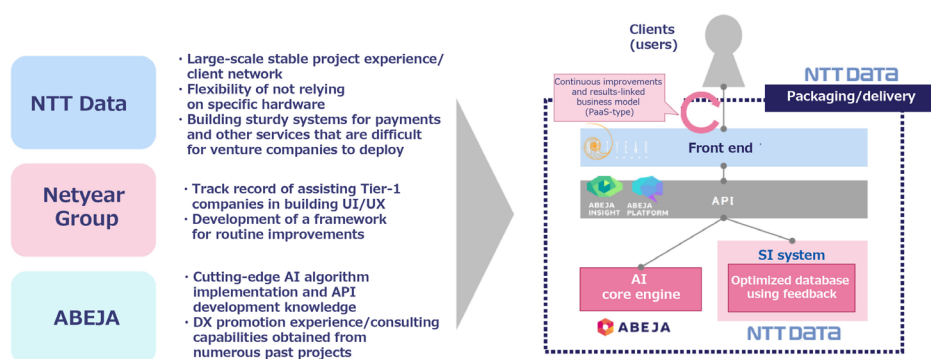 NTT Data
・Large-scale stable project experience/
client network
・Flexibility of not relying
on specific hardware
・Building sturdy systems for payments
and other services that are difficult
for venture companies to deploy
Netyear
Group
・Track record of assisting Tier-1
companies in building UI/UX
・Development of a framework
for routine improvements
ABEJA
・Cutting-edge AI algorithm
implementation and API
development knowledge
・DX promotion experience/consulting
capabilities obtained from
numerous past projects
Clients
(users)
NTT DATA
Packaging/delivery
Continuous improvements
and results-linked
business model
(PaaS-type)
Front end
ABEJA
INSIGHT
ABEJA
PLATFORM
API
SI system
AI
core engine
Optimized database
using feedback
ABEJA
NTT DATA